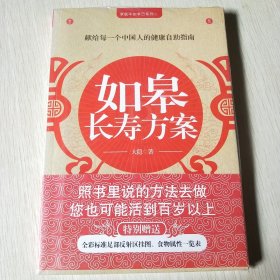 献给每一个中国人的健康自助指南
如皋
长寿方案
大隐：著
照书里说的方法去做
您也可能活到百岁以上
特别赠送
全彩标准足部反射区挂图、食物属性一览表